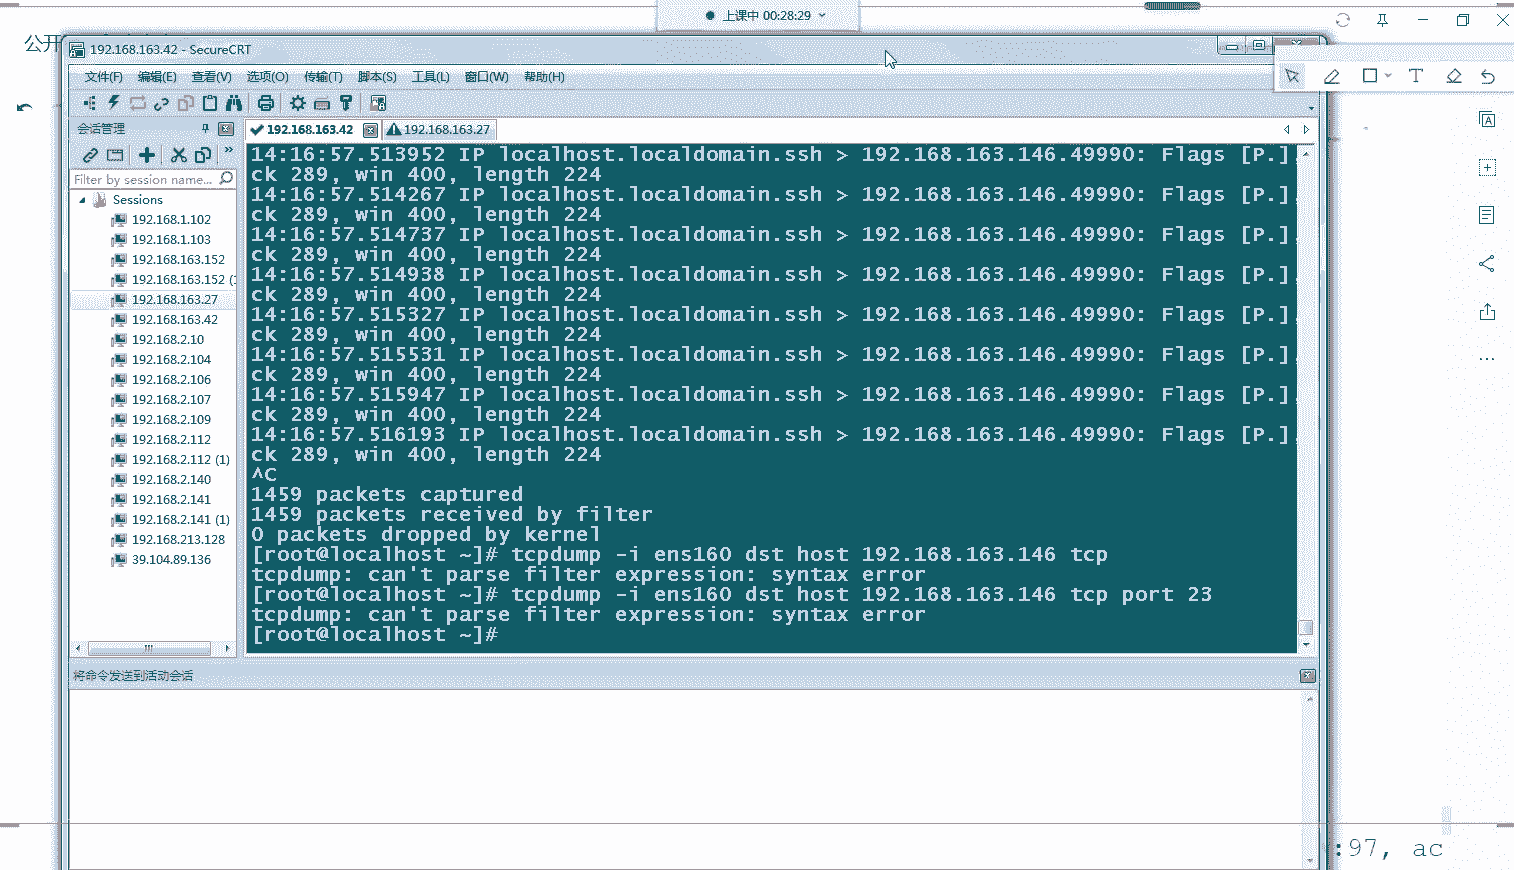 上课中 00:28:29
公开
192.168.163.42 - SecureCRT
文件(F) 编辑(E) 查看(V) 选项(O) 传输(T) 脚本(S) 工具(L) 窗口(W) 帮助(H)
会话管理
192.168.163.42
192.168.163.27
Filter by session name...
Sessions
192.168.1.102
192.168.1.103
192.168.163.152
192.168.163.152 (1
192.168.163.27
192.168.163.42
192.168.2.10
192.168.2.104
192.168.2.106
192.168.2.107
192.168.2.109
192.168.2.112
192.168.2.112 (1)
192.168.2.140
192.168.2.141
192.168.2.141 (1)
192.168.213.128
39.104.89.136
14:16:57.513952 IP localhost.localdomain.ssh > 192.168.163.146.49990: Flags [P.],
ck 289, win 400, length 224
14:16:57.514267 IP localhost.localdomain.ssh > 192.168.163.146.49990: Flags [P.],
ck 289, win 400, length 224
14:16:57.514737 IP localhost.localdomain.ssh > 192.168.163.146.49990: Flags [P.],
ck 289, win 400, length 224
14:16:57.514938 IP localhost.localdomain.ssh > 192.168.163.146.49990: Flags [P.],
ck 289, win 400, length 224
14:16:57.515327 IP localhost.localdomain.ssh > 192.168.163.146.49990: Flags [P.],
ck 289, win 400, length 224
14:16:57.515531 IP localhost.localdomain.ssh > 192.168.163.146.49990: Flags [P.],
ck 289, win 400, length 224
14:16:57.515947 IP localhost.localdomain.ssh > 192.168.163.146.49990: Flags [P.],
ck 289, win 400, length 224
14:16:57.516193 IP localhost.localdomain.ssh > 192.168.163.146.49990: Flags [P.],
ck 289, win 400, length 224
^C
1459 packets captured
1459 packets received by filter
0 packets dropped by kernel
[root@localhost ~]# tcpdump -i ens160 dst host 192.168.163.146 tcp
tcpdump: can't parse filter expression: syntax error
[root@localhost ~]# tcpdump -i ens160 dst host 192.168.163.146 tcp port 23
tcpdump: can't parse filter expression: syntax error
[root@localhost ~]#
将命令发送到活动会话
:97, ac